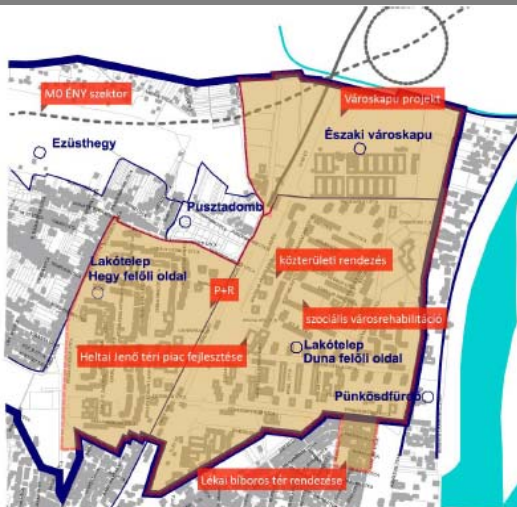 M0 ÉNY szektor
Városkapu projekt
Ezüsthegy
Északi városkapu
Pusztadomb
Lakótelep
Hegy felőli oldal
közterületi rendezés
P+R
szociális városrehabilitáció
Heltai Jenő téri piac fejlesztése
Lakótelep
Duna felőli oldal
Pünkösdfürdő
Lékai bíboros tér rendezése